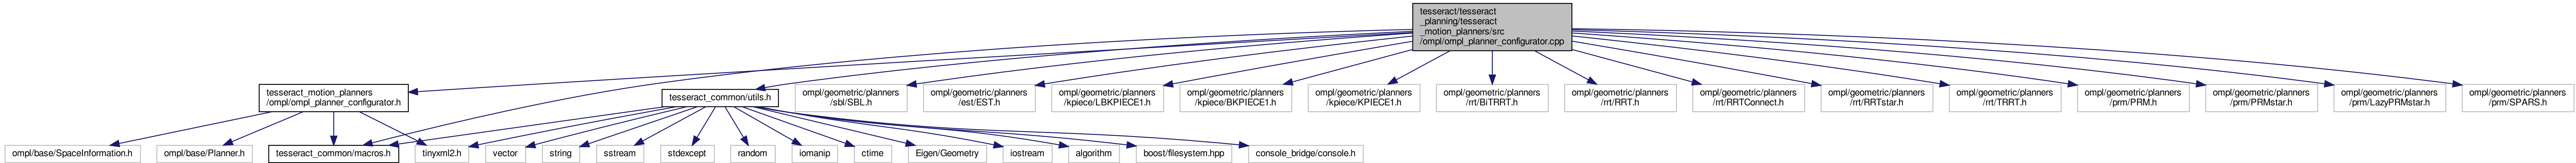 tesseract/tesseract
_planning/tesseract
_motion_planners/src
/ompl/ompl_planner_configurator.cpp
tesseract_motion_planners
/ompl/ompl_planner_configurator.h
tesseract_common/utils.h
ompl/geometric/planners
/sbl/SBL.h
ompl/geometric/planners
/est/EST.h
ompl/geometric/planners
/kpiece/LBKPIECE1.h
ompl/geometric/planners
/kpiece/BKPIECE1.h
ompl/geometric/planners
/kpiece/KPIECE1.h
ompl/geometric/planners
/rrt/BiTRRT.h
ompl/geometric/planners
/rrt/RRT.h
ompl/geometric/planners
/rrt/RRTConnect.h
ompl/geometric/planners
/rrt/RRTstar.h
ompl/geometric/planners
/rrt/TRRT.h
ompl/geometric/planners
/prm/PRM.h
ompl/geometric/planners
/prm/PRMstar.h
ompl/geometric/planners
/prm/LazyPRMstar.h
ompl/geometric/planners
/prm/SPARS.h
ompl/base/SpaceInformation.h
ompl/base/Planner.h
tesseract_common/macros.h
tinyxml2.h
vector
string
sstream
stdexcept
random
iomanip
ctime
Eigen/Geometry
iostream
algorithm
boost/filesystem.hpp
console_bridge/console.h